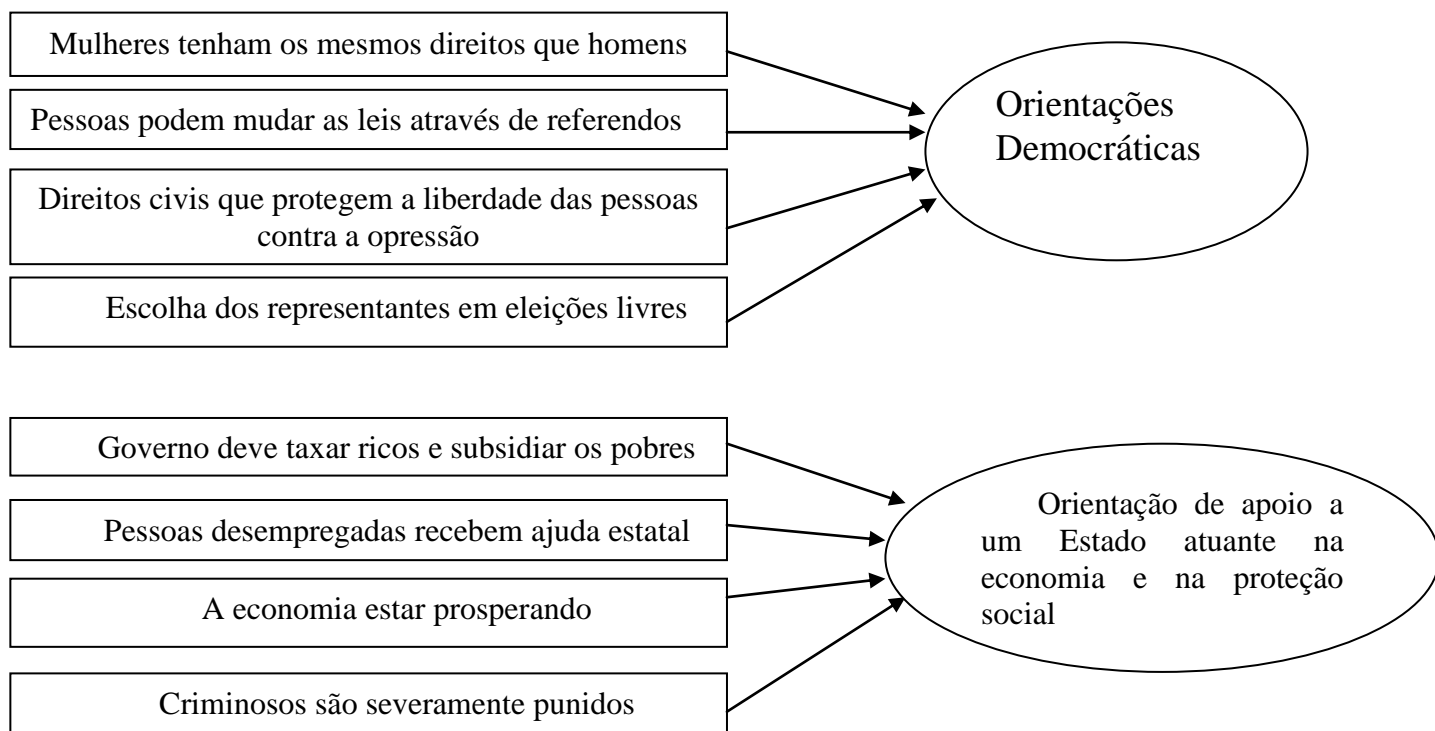 Mulheres tenham os mesmos direitos que homens
Pessoas podem mudar as leis através de referendos
Direitos civis que protegem a liberdade das pessoas
contra a opressão
Escolha dos representantes em eleições livres
Orientações
Democráticas
Governo deve taxar ricos e subsidiar os pobres
Pessoas desempregadas recebem ajuda estatal
A economia estar prosperando
Criminosos são severamente punidos
Orientação de apoio a
um Estado atuante na
economia e na proteção
social